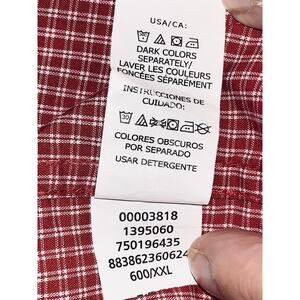 USA/CA:
DARK COLORS
SEPARATELY/
LAVER LES COULEURS
FONCÉES SÉPARÉMENT
INSTRUCCIONES DE
CUIDADO:
COLORES OBSCUROS
POR SEPARADO
USAR DETERGENTE
00003818
1395060
750196435
883862360624
600/XXL